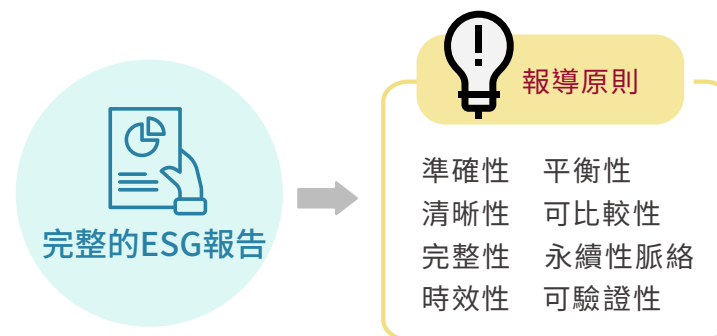 完整的ESG報告
報導原則
準確性 平衡性
清晰性 可比較性
完整性 永續性脈絡
時效性 可驗證性